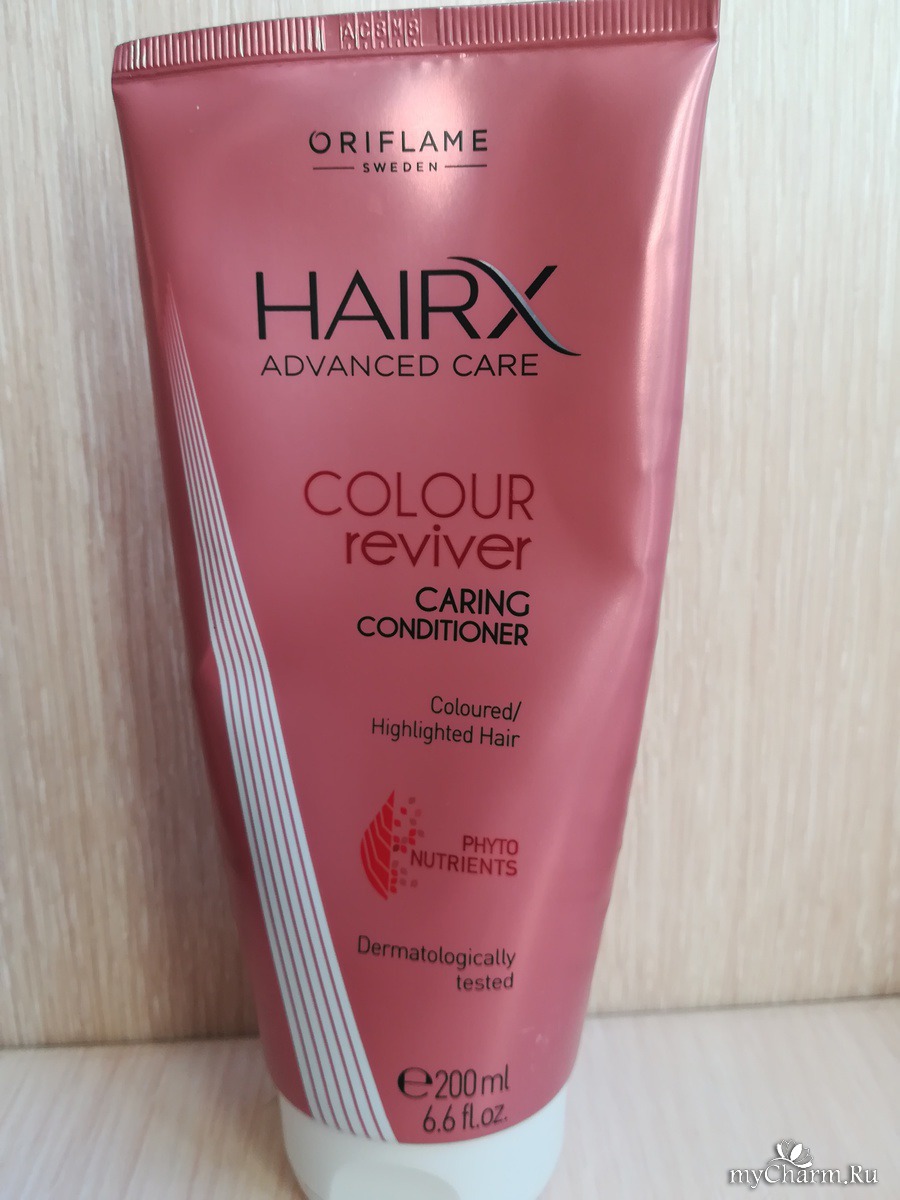 ORIFLAME
SWEDEN
HAIRX
ADVANCED CARE
COLOUR
reviver
CARING
CONDITIONER
Coloured/
Highlighted Hair
PHYTO
NUTRIENTS
Dermatologically
tested
℮200ml
6.6 fl.oz.
myCharm.Ru